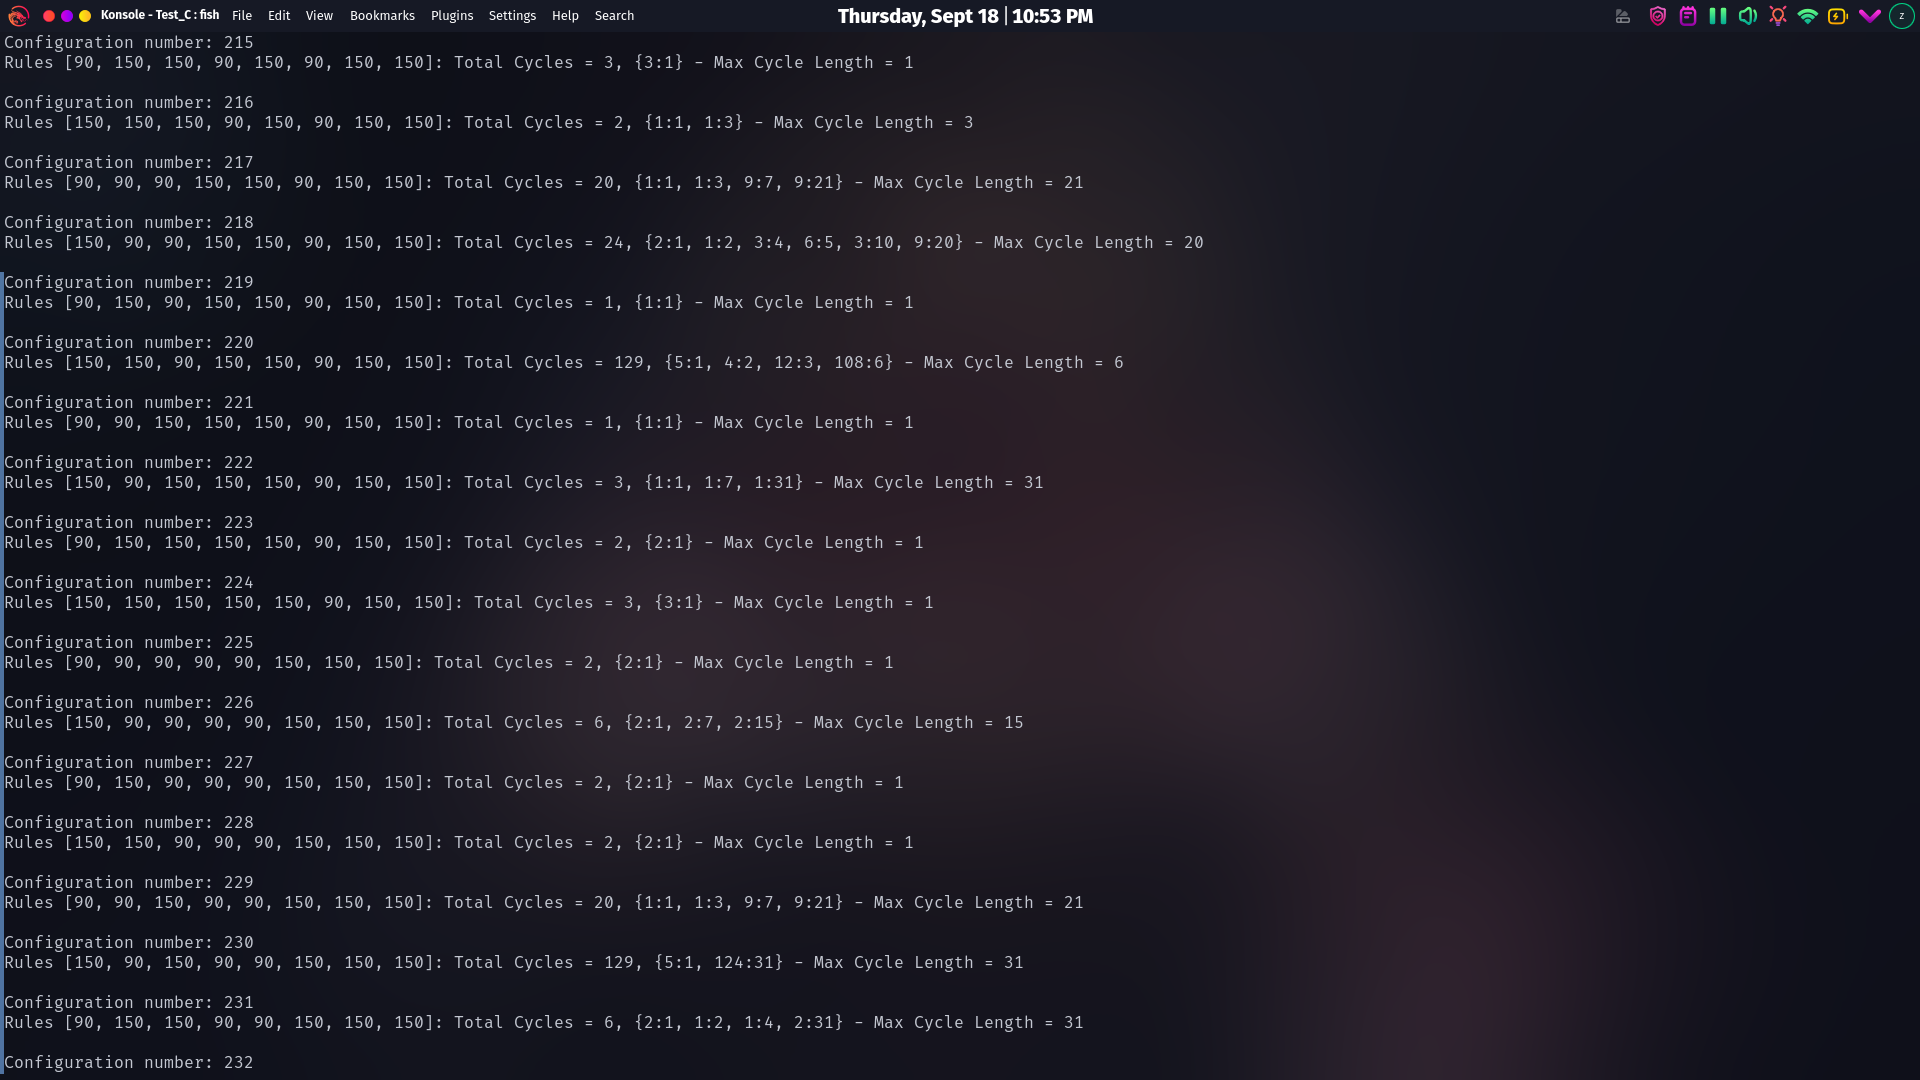 Konsole - Test_C : fish File Edit View Bookmarks Plugins Settings Help Search Thursday, Sept 18 | 10:53 PM z
Configuration number: 215
Rules [90, 150, 150, 90, 150, 90, 150, 150]: Total Cycles = 3, {3:1} - Max Cycle Length = 1
Configuration number: 216
Rules [150, 150, 150, 90, 150, 90, 150, 150]: Total Cycles = 2, {1:1, 1:3} - Max Cycle Length = 3
Configuration number: 217
Rules [90, 90, 90, 150, 150, 90, 150, 150]: Total Cycles = 20, {1:1, 1:3, 9:7, 9:21} - Max Cycle Length = 21
Configuration number: 218
Rules [150, 90, 90, 150, 150, 90, 150, 150]: Total Cycles = 24, {2:1, 1:2, 3:4, 6:5, 3:10, 9:20} - Max Cycle Length = 20
Configuration number: 219
Rules [90, 150, 90, 150, 150, 90, 150, 150]: Total Cycles = 1, {1:1} - Max Cycle Length = 1
Configuration number: 220
Rules [150, 150, 90, 150, 150, 90, 150, 150]: Total Cycles = 129, {5:1, 4:2, 12:3, 108:6} - Max Cycle Length = 6
Configuration number: 221
Rules [90, 90, 150, 150, 150, 90, 150, 150]: Total Cycles = 1, {1:1} - Max Cycle Length = 1
Configuration number: 222
Rules [150, 90, 150, 150, 150, 90, 150, 150]: Total Cycles = 3, {1:1, 1:7, 1:31} - Max Cycle Length = 31
Configuration number: 223
Rules [90, 150, 150, 150, 150, 90, 150, 150]: Total Cycles = 2, {2:1} - Max Cycle Length = 1
Configuration number: 224
Rules [150, 150, 150, 150, 150, 90, 150, 150]: Total Cycles = 3, {3:1} - Max Cycle Length = 1
Configuration number: 225
Rules [90, 90, 90, 90, 90, 150, 150, 150]: Total Cycles = 2, {2:1} - Max Cycle Length = 1
Configuration number: 226
Rules [150, 90, 90, 90, 90, 150, 150, 150]: Total Cycles = 6, {2:1, 2:7, 2:15} - Max Cycle Length = 15
Configuration number: 227
Rules [90, 150, 90, 90, 90, 150, 150, 150]: Total Cycles = 2, {2:1} - Max Cycle Length = 1
Configuration number: 228
Rules [150, 150, 90, 90, 90, 150, 150, 150]: Total Cycles = 2, {2:1} - Max Cycle Length = 1
Configuration number: 229
Rules [90, 90, 150, 90, 90, 150, 150, 150]: Total Cycles = 20, {1:1, 1:3, 9:7, 9:21} - Max Cycle Length = 21
Configuration number: 230
Rules [150, 90, 150, 90, 90, 150, 150, 150]: Total Cycles = 129, {5:1, 124:31} - Max Cycle Length = 31
Configuration number: 231
Rules [90, 150, 150, 90, 90, 150, 150, 150]: Total Cycles = 6, {2:1, 1:2, 1:4, 2:31} - Max Cycle Length = 31
Configuration number: 232